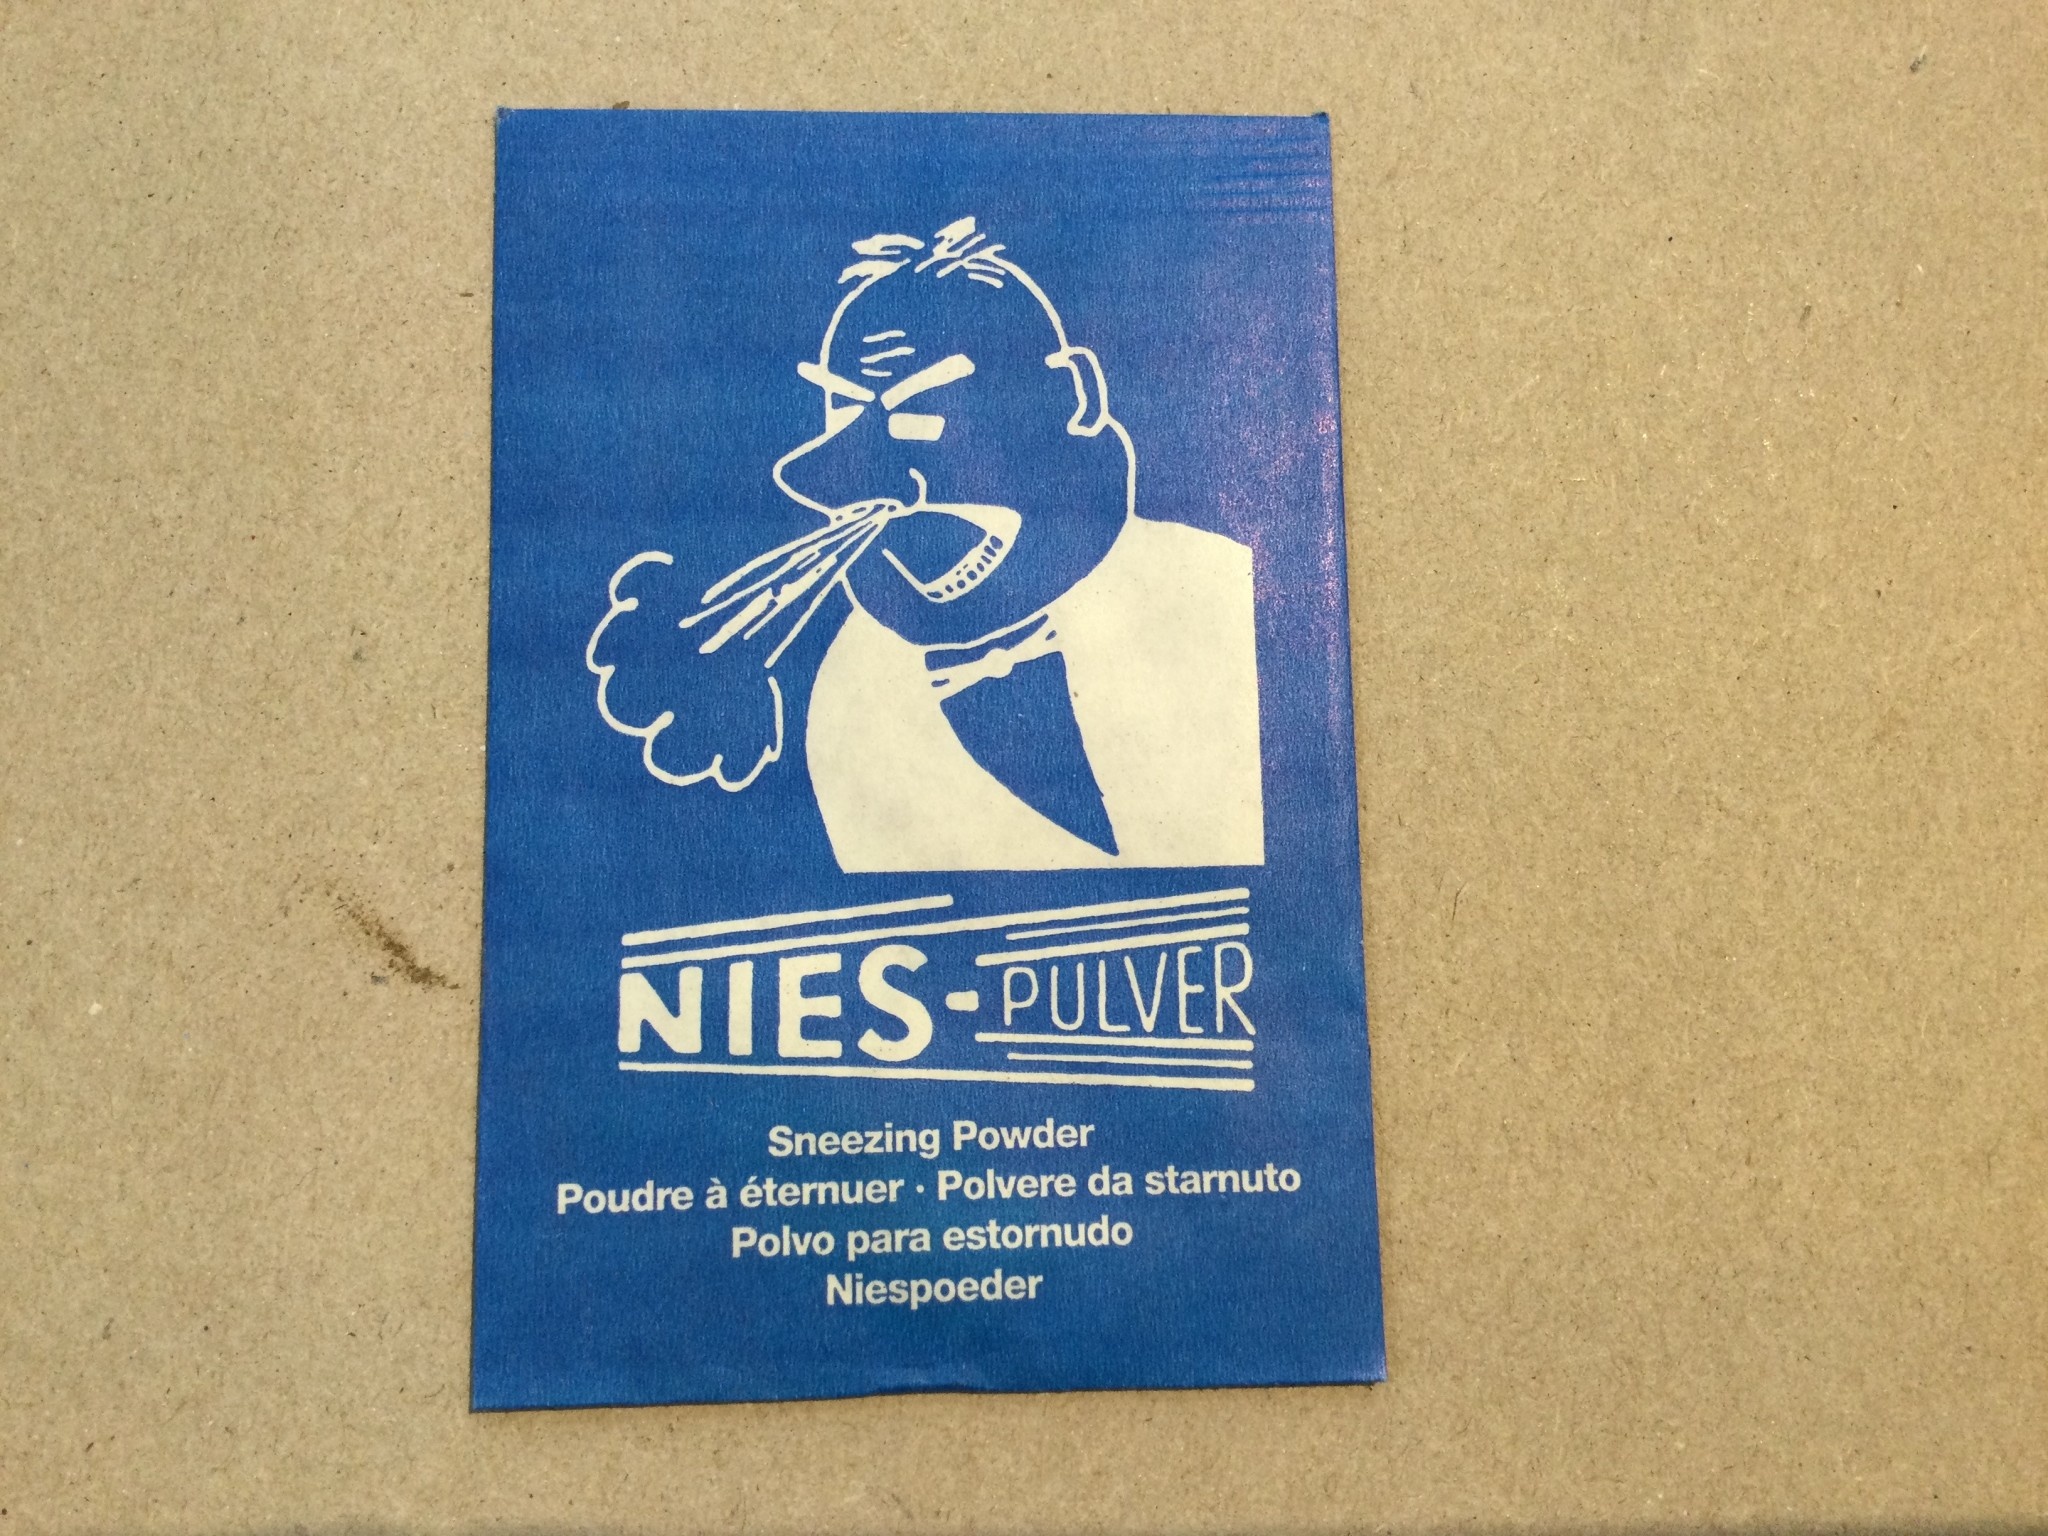 NIES-PULVER
Sneezing Powder
Poudre à éternuer · Polvere da starnuto
Polvo para estornudo
Niespoeder